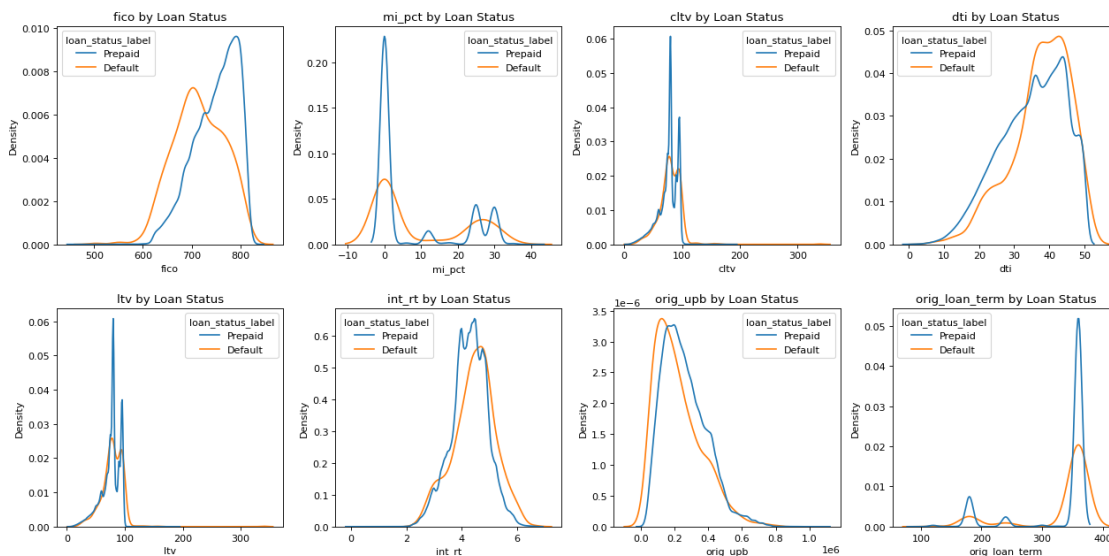 fico by Loan Status
loan_status_label
Prepaid
Default
Density
0.010
0.008
0.006
0.004
0.002
0.000
500 600 700 800
fico
mi_pct by Loan Status
loan_status_label
Prepaid
Default
Density
0.20
0.15
0.10
0.05
0.00
−10 0 10 20 30 40
mi_pct
cltv by Loan Status
loan_status_label
Prepaid
Default
Density
0.06
0.05
0.04
0.03
0.02
0.01
0.00
0 100 200 300
cltv
dti by Loan Status
loan_status_label
Prepaid
Default
Density
0.05
0.04
0.03
0.02
0.01
0.00
0 10 20 30 40 50
dti
ltv by Loan Status
loan_status_label
Prepaid
Default
Density
0.06
0.05
0.04
0.03
0.02
0.01
0.00
0 100 200 300
ltv
int_rt by Loan Status
loan_status_label
Prepaid
Default
Density
0.6
0.5
0.4
0.3
0.2
0.1
0.0
0 2 4 6
int_rt
1e−6
orig_upb by Loan Status
loan_status_label
Prepaid
Default
Density
3.5
3.0
2.5
2.0
1.5
1.0
0.5
0.0
0.0 0.2 0.4 0.6 0.8 1.0
1e6
orig_upb
orig_loan_term by Loan Status
loan_status_label
Prepaid
Default
Density
0.05
0.04
0.03
0.02
0.01
0.00
100 200 300
orig_loan_term